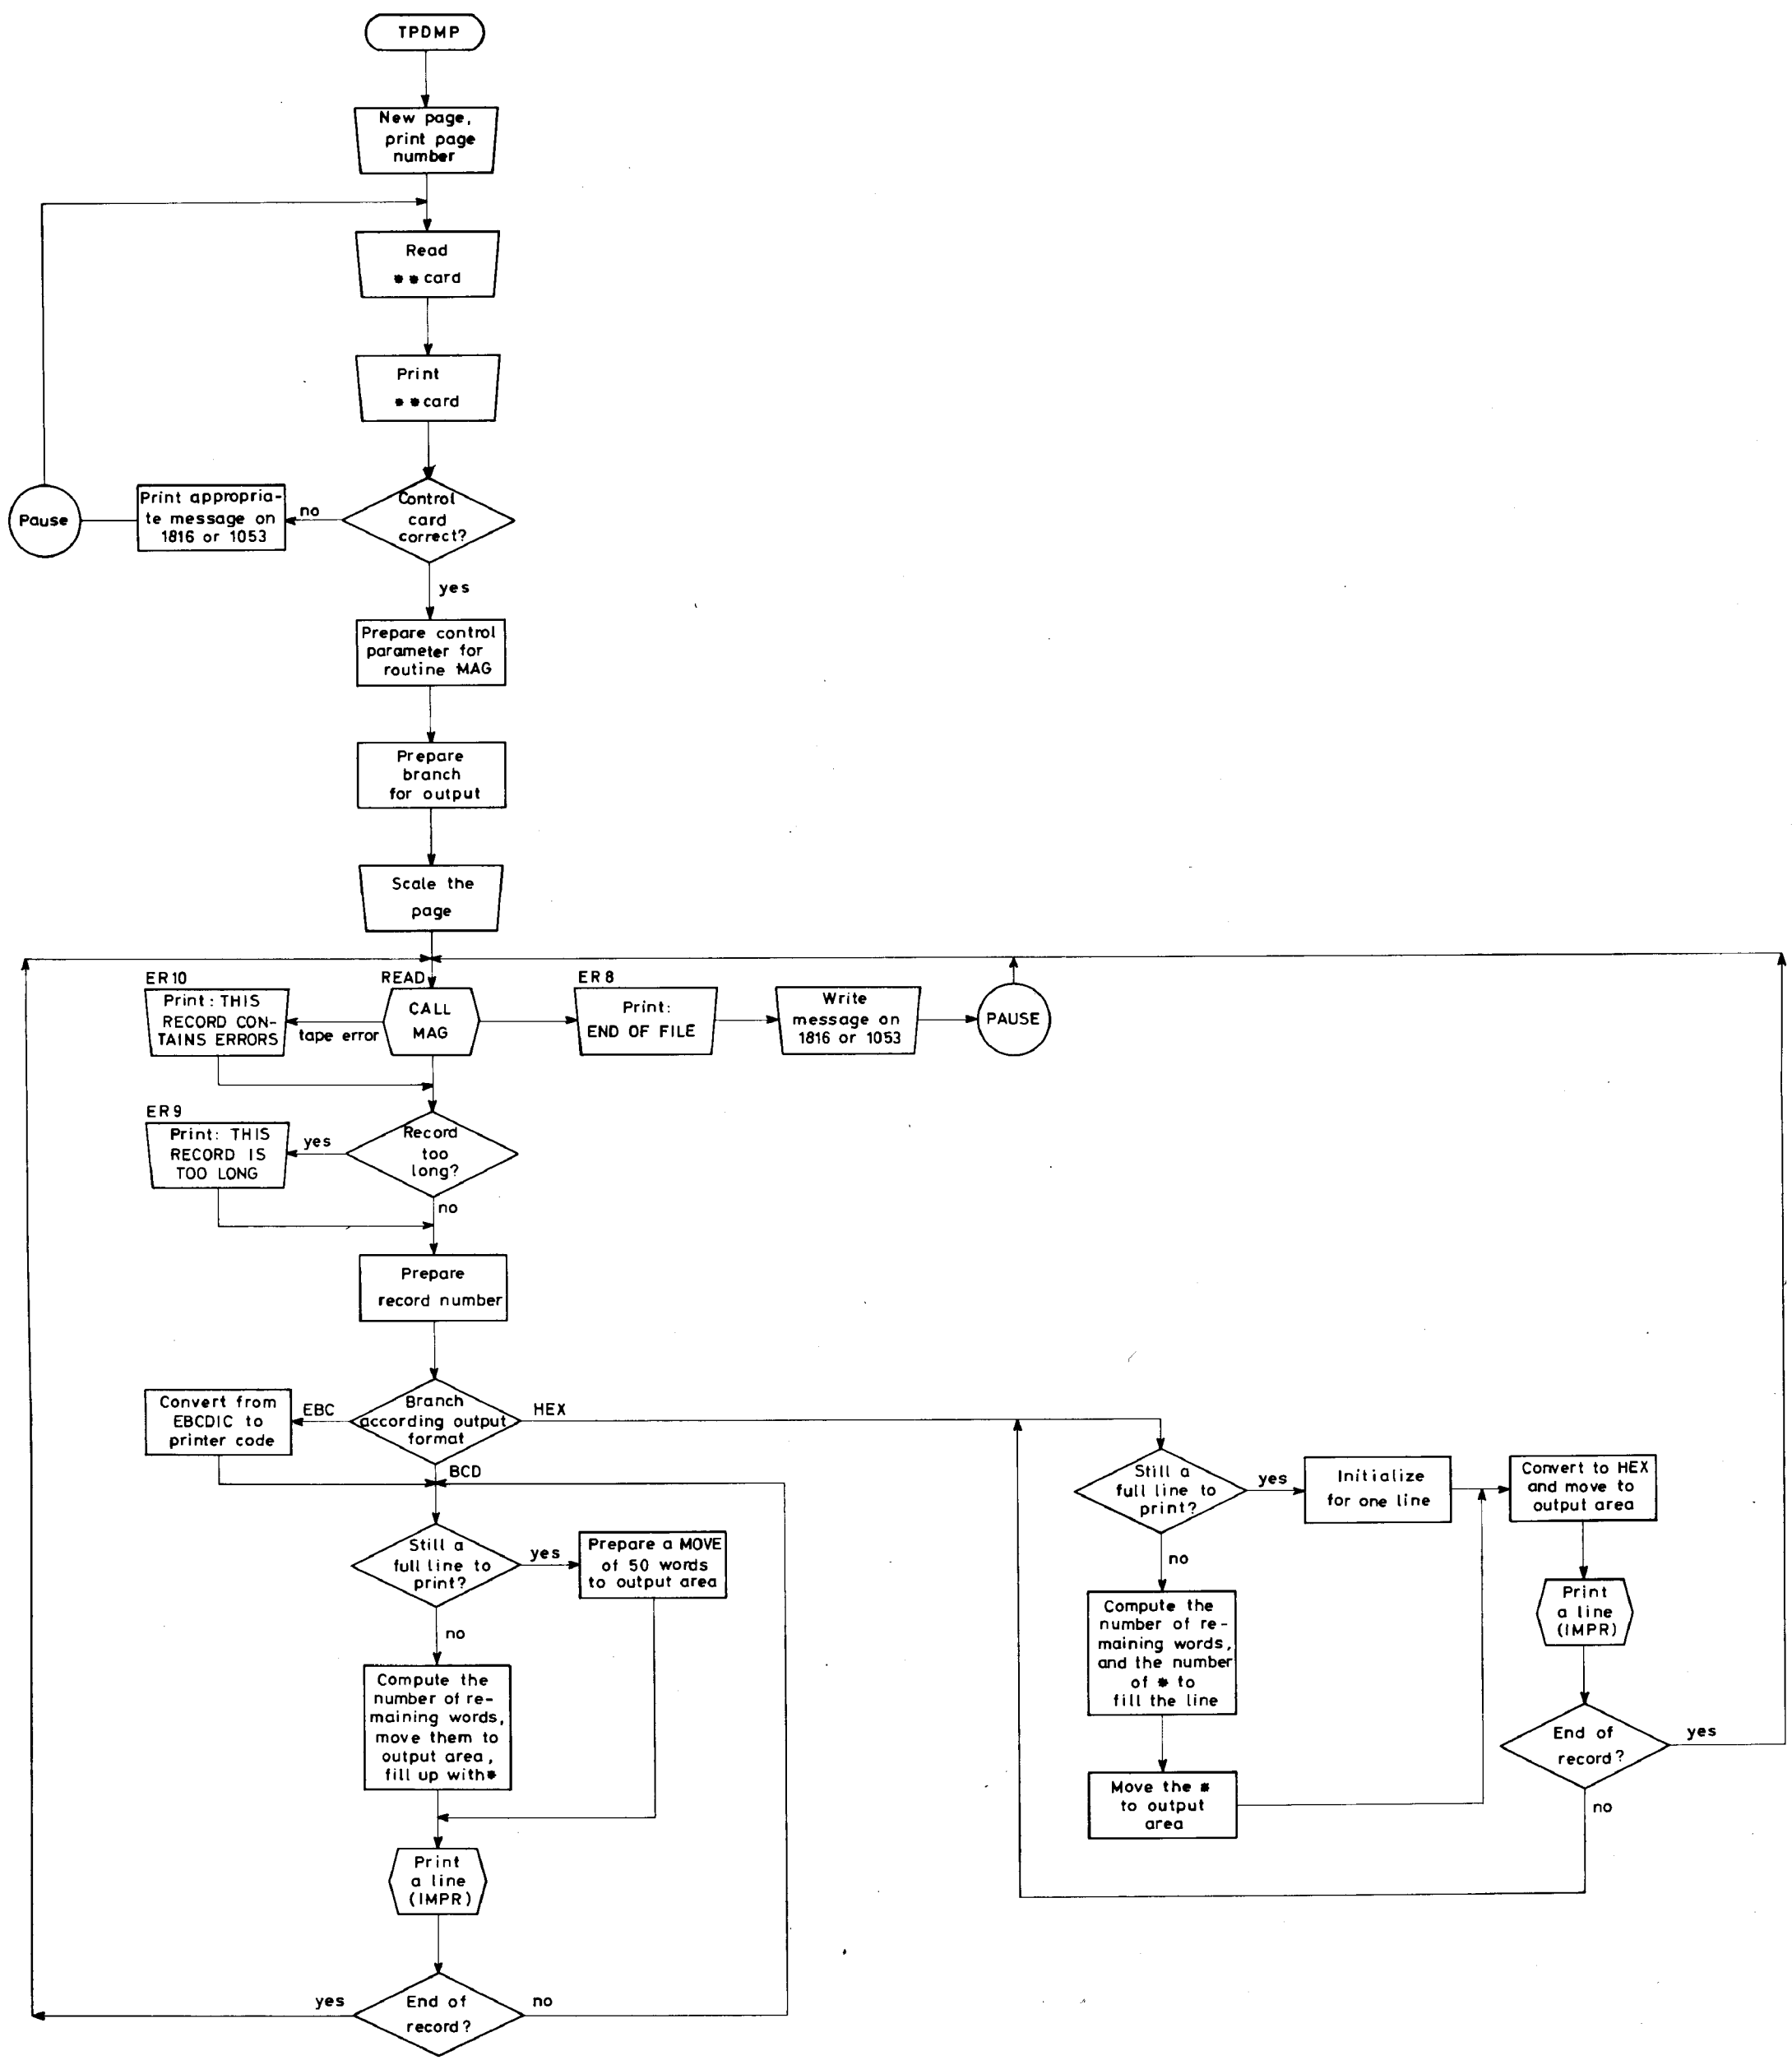 TPDMP
New page,
print page
number
Read
** card
Print
** card
Control
card
correct?
no
Print appropria-
te message on
1816 or 1053
Pause
yes
Prepare control
parameter for
routine MAG
Prepare
branch
for output
Scale the
page
READ
CALL
MAG
ER10
Print: THIS
RECORD CON-
TAINS ERRORS
tape error
ER8
Print:
END OF FILE
Write
message on
1816 or 1053
PAUSE
ER9
Print: THIS
RECORD IS
TOO LONG
yes
Record
too
long?
no
Prepare
record number
Convert from
EBCDIC to
printer code
EBC
Branch
according output
format
HEX
BCD
Still a
full line to
print?
yes
Prepare a MOVE
of 50 words
to output area
no
Compute the
number of re-
maining words,
move them to
output area,
fill up with*
Print
a line
(IMPR)
yes
End of
record?
no
Still a
full line to
print?
yes
Initialize
for one line
Convert to HEX
and move to
output area
no
Compute the
number of re-
maining words,
and the number
of * to
fill the line
Move the *
to output
area
Print
a line
(IMPR)
End of
record?
yes
no